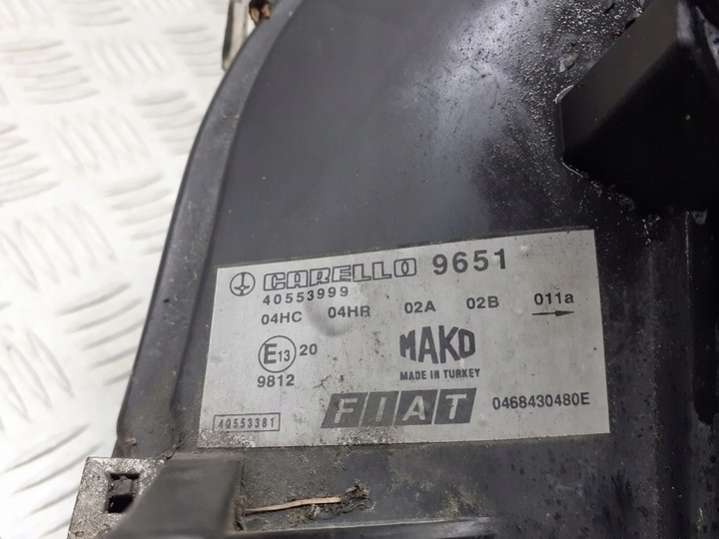 CARELLO 9651
40553999
04HC 04HR 02A 02B 011a
E13 20
MAKO
9812
MADE IN TURKEY
40553381
FIAT
0468430480E